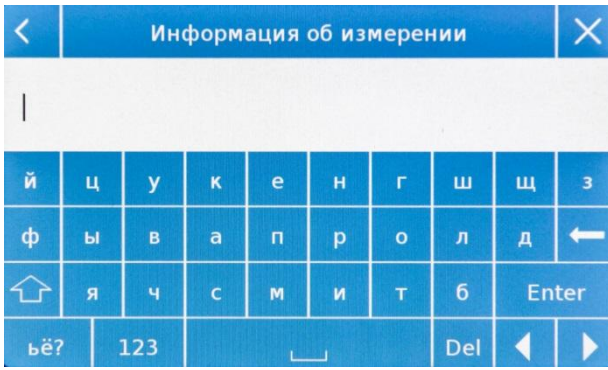 Информация об измерении
й ц у к е н г ш щ з
ф ы в а п р о л д
я ч с м и т б Enter
ьё? 123 Del